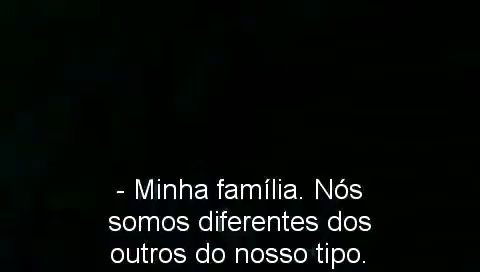 - Minha família. Nós
somos diferentes dos
outros do nosso tipo.